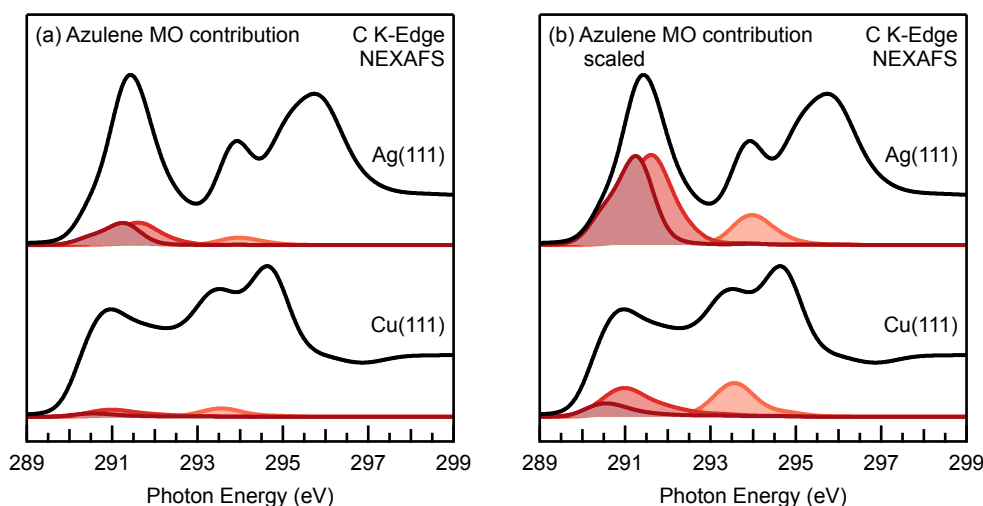 (a) Azulene MO contribution
C K-Edge
NEXAFS
Ag(111)
Cu(111)
289 291 293 295 297 299
Photon Energy (eV)
(b) Azulene MO contribution
scaled
C K-Edge
NEXAFS
Ag(111)
Cu(111)
289 291 293 295 297 299
Photon Energy (eV)